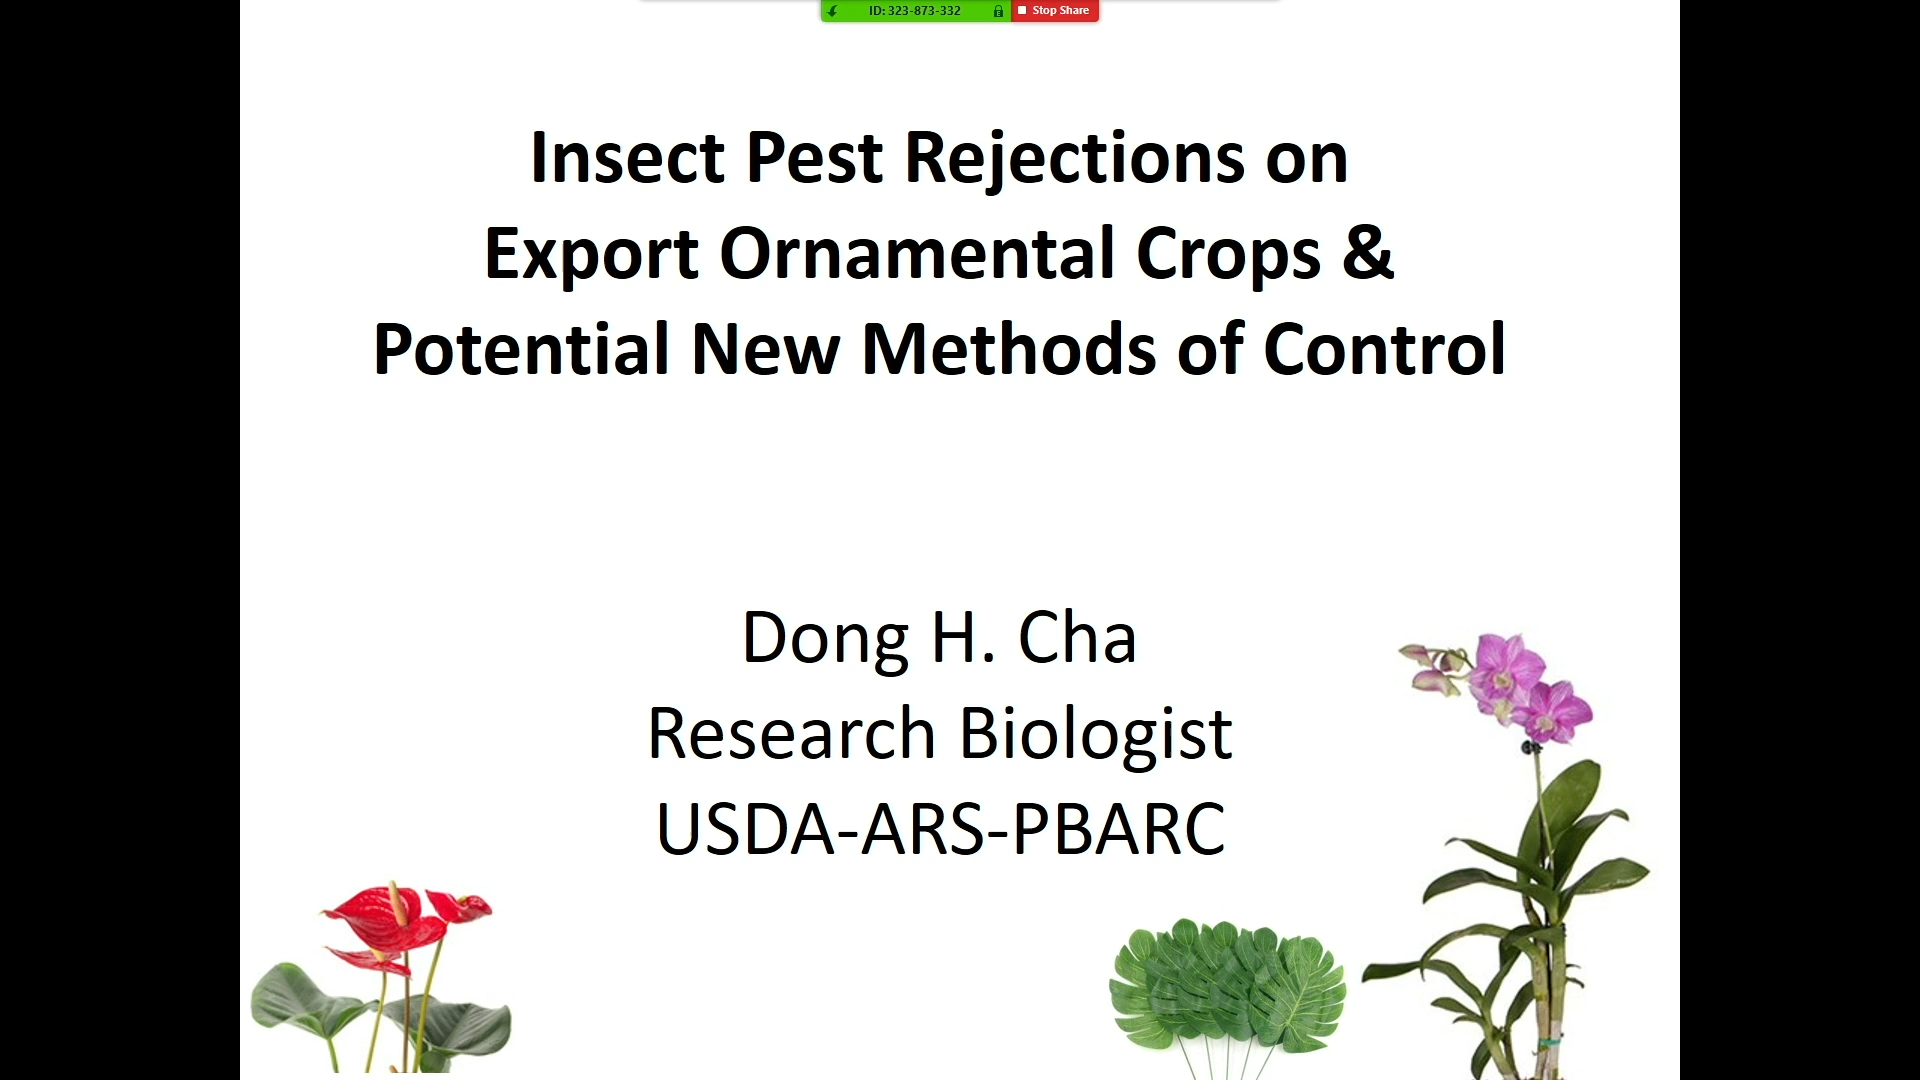 ID: 323-873-332
Stop Share
Insect Pest Rejections on
Export Ornamental Crops &
Potential New Methods of Control
Dong H. Cha
Research Biologist
USDA-ARS-PBARC